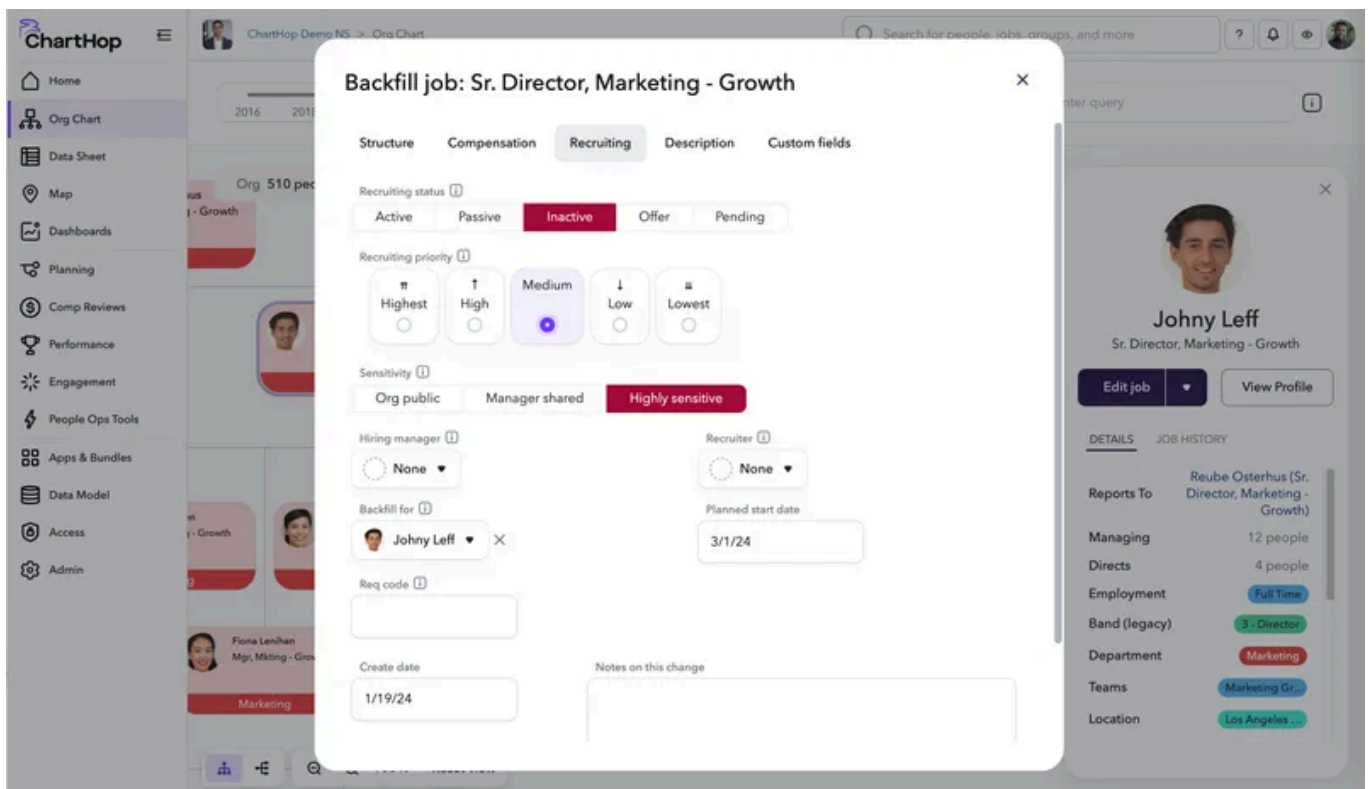 ChartHop
ChartHop Demo NS > Org Chart
Search for people, jobs, groups, and more
?
Home
Org Chart
Data Sheet
Map
Dashboards
Planning
Comp Reviews
Performance
Engagement
People Ops Tools
Apps & Bundles
Data Model
Access
Admin
2016
Org 510
- Growth
- Growth
Fiona Lenihan
Mgr, Mkting -
Marketing
Backfill job: Sr. Director, Marketing - Growth
Structure Compensation Recruiting Description Custom fields
Recruiting status
Active Passive Inactive Offer Pending
Recruiting priority
Highest High Medium Low Lowest
Sensitivity
Org public Manager shared Highly sensitive
Hiring manager Recruiter
None None
Backfill for Planned start date
Johny Leff 3/1/24
Req code
Create date Notes on this change
1/19/24
query
Johny Leff
Sr. Director, Marketing - Growth
Edit job View Profile
DETAILS JOB HISTORY
Reports To Reube Osterhus (Sr.
Director, Marketing -
Growth)
Managing 12 people
Directs 4 people
Employment Full Time
Band (legacy) 3 - Director
Department Marketing
Teams Marketing Gr...
Location Los Angeles ...